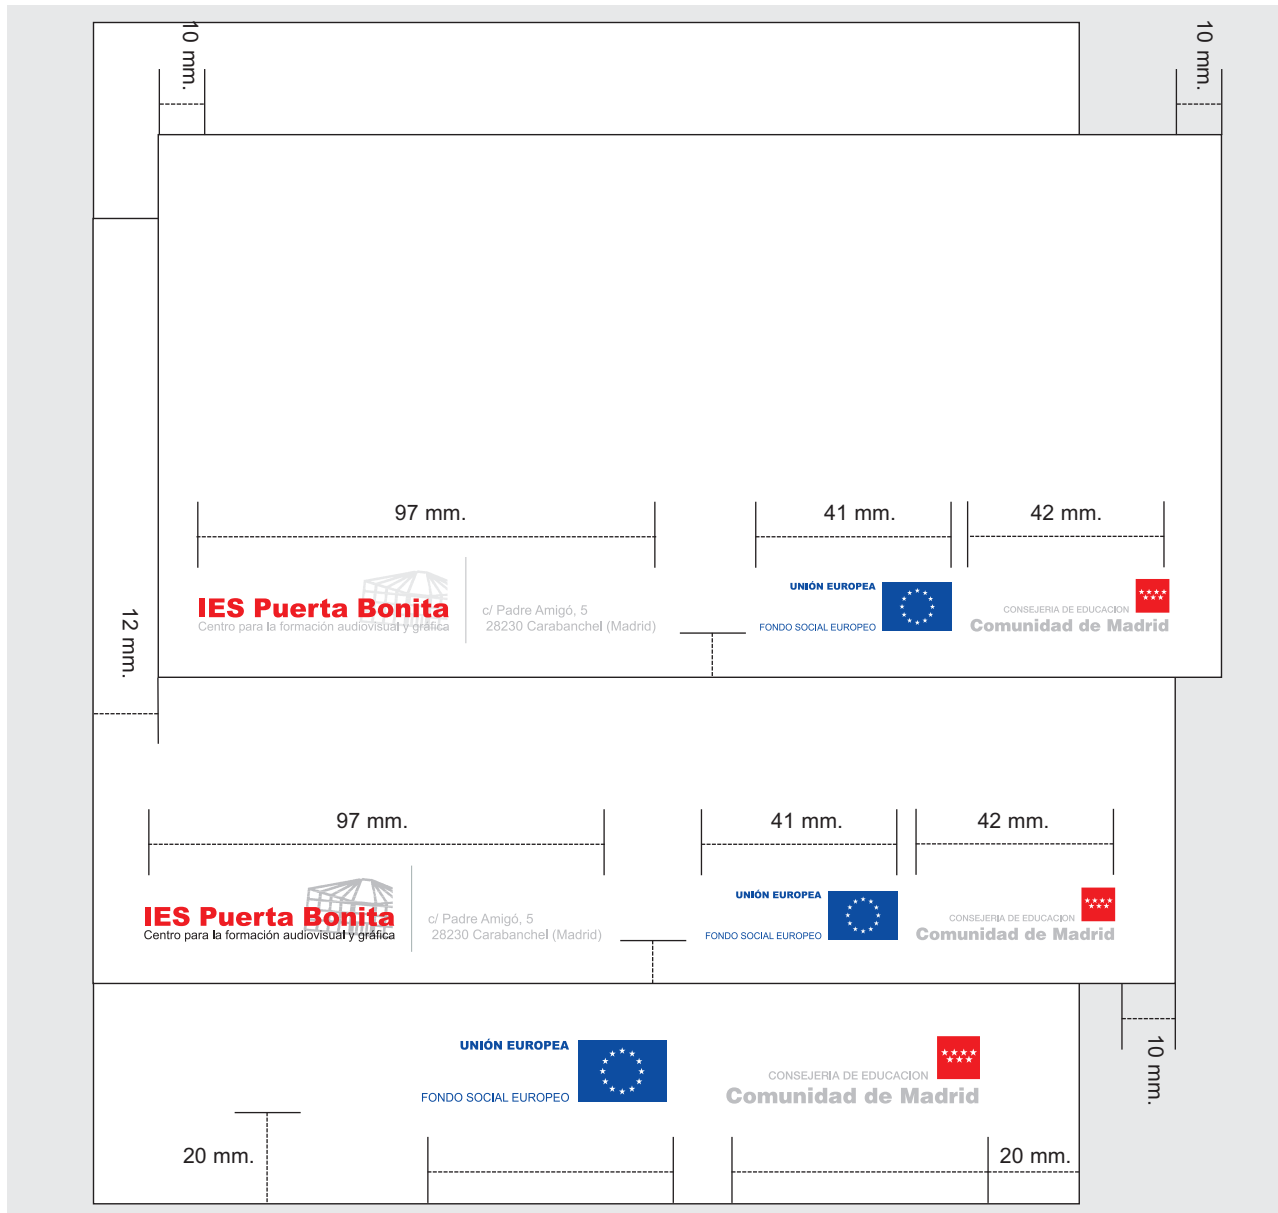 10 mm.
10 mm.
97 mm.
41 mm.
42 mm.
IES Puerta Bonita
Centro para la formación audiovisual y gráfica
c/ Padre Amigó, 5
28230 Carabanchel (Madrid)
UNIÓN EUROPEA
FONDO SOCIAL EUROPEO
CONSEJERIA DE EDUCACION
Comunidad de Madrid
12 mm.
97 mm.
41 mm.
42 mm.
IES Puerta Bonita
Centro para la formación audiovisual y gráfica
c/ Padre Amigó, 5
28230 Carabanchel (Madrid)
UNIÓN EUROPEA
FONDO SOCIAL EUROPEO
CONSEJERIA DE EDUCACION
Comunidad de Madrid
10 mm.
UNIÓN EUROPEA
FONDO SOCIAL EUROPEO
CONSEJERIA DE EDUCACION
Comunidad de Madrid
20 mm.
20 mm.